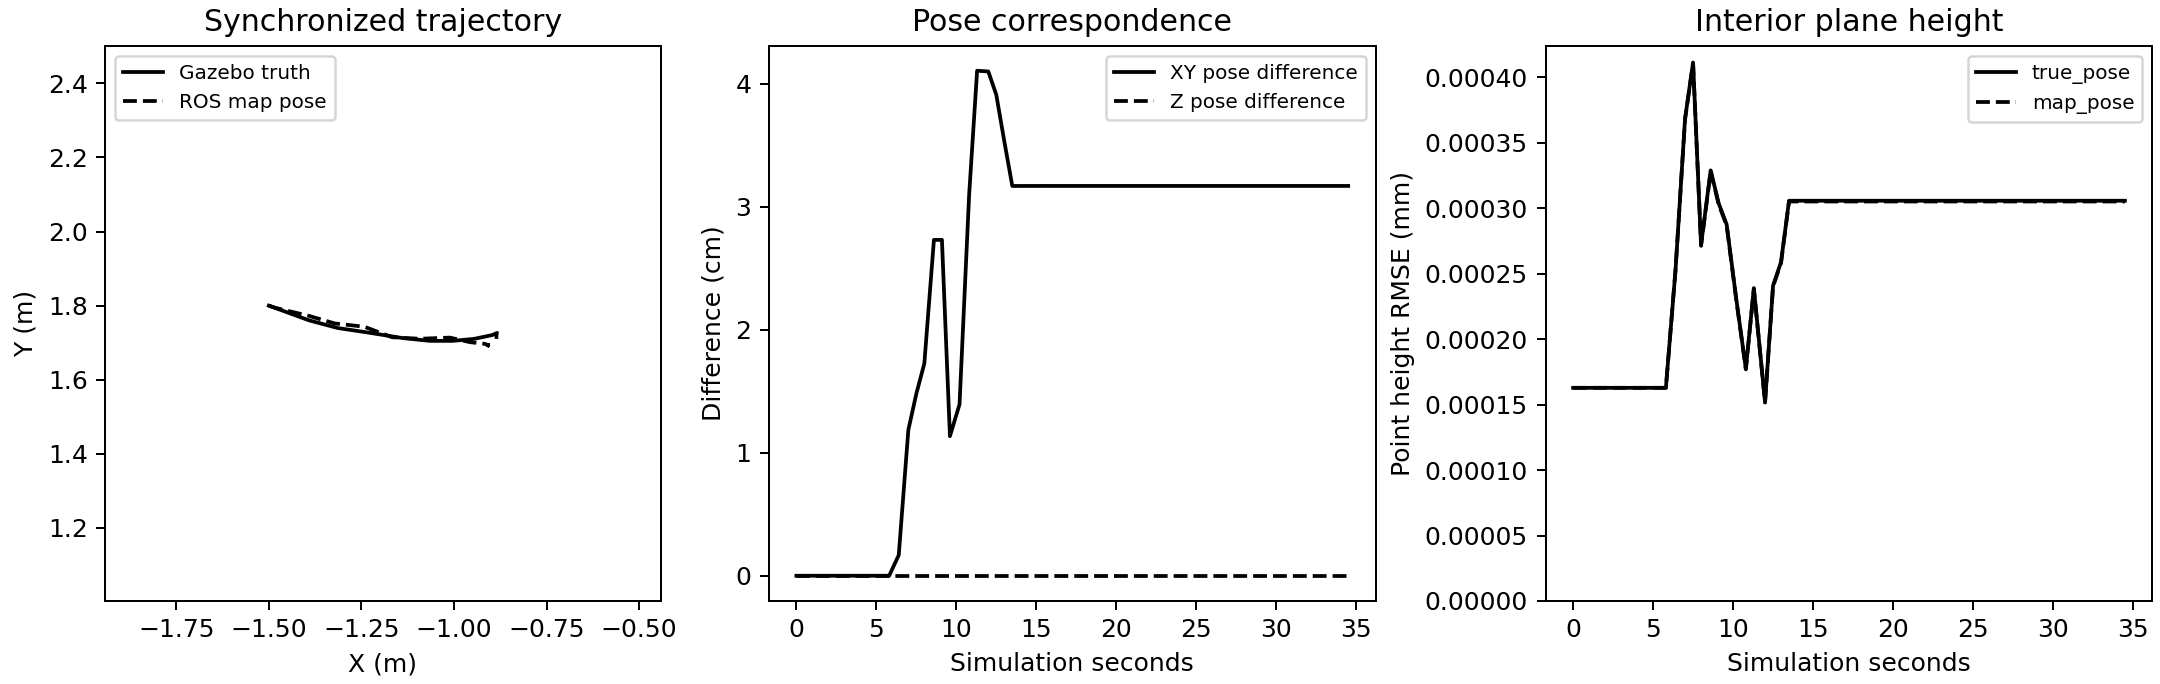 Synchronized trajectory
Gazebo truth
ROS map pose
2.4
2.2
2.0
1.8
1.6
1.4
1.2
Y (m)
−1.75 −1.50 −1.25 −1.00 −0.75 −0.50
X (m)
Pose correspondence
XY pose difference
Z pose difference
4
3
2
1
0
Difference (cm)
0 5 10 15 20 25 30 35
Simulation seconds
Interior plane height
true_pose
map_pose
0.00040
0.00035
0.00030
0.00025
0.00020
0.00015
0.00010
0.00005
0.00000
Point height RMSE (mm)
0 5 10 15 20 25 30 35
Simulation seconds